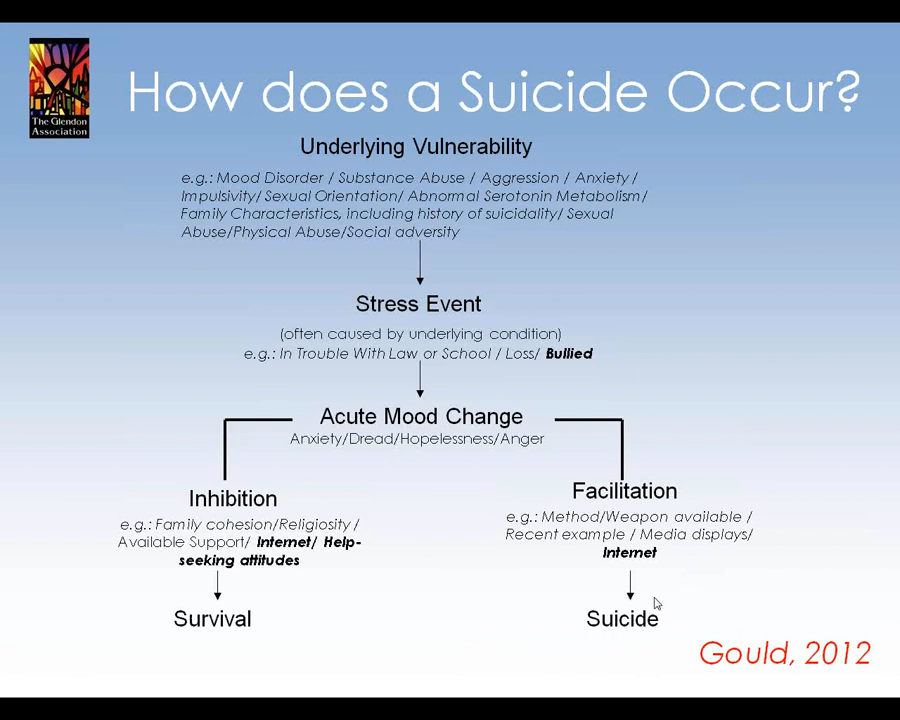 The Glendon
Association
How does a Suicide Occur?
Underlying Vulnerability
e.g.: Mood Disorder / Substance Abuse / Aggression / Anxiety /
Impulsivity/ Sexual Orientation/ Abnormal Serotonin Metabolism/
Family Characteristics, including history of suicidality/ Sexual
Abuse/Physical Abuse/Social adversity
Stress Event
(often caused by underlying condition)
e.g.: In Trouble With Law or School / Loss/ Bullied
Acute Mood Change
Anxiety/Dread/Hopelessness/Anger
Inhibition
e.g.: Family cohesion/Religiosity /
Available Support/ Internet/ Help-
seeking attitudes
Survival
Facilitation
e.g.: Method/Weapon available /
Recent example / Media displays/
Internet
Suicide
Gould, 2012